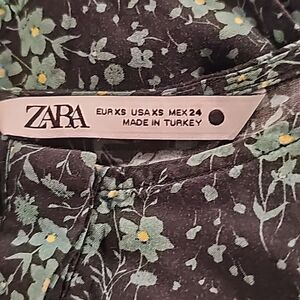 ZARA
EUR XS USA XS MEX 24
MADE IN TURKEY